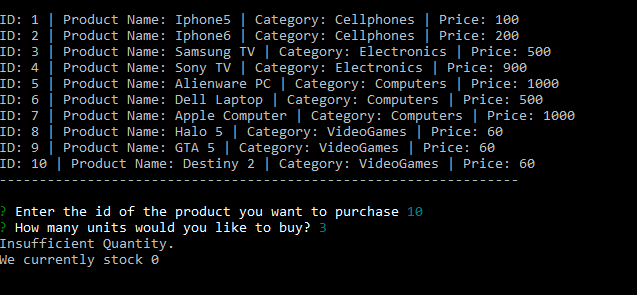 ID: 1 | Product Name: Iphone5 | Category: Cellphones | Price: 100
ID: 2 | Product Name: Iphone6 | Category: Cellphones | Price: 200
ID: 3 | Product Name: Samsung TV | Category: Electronics | Price: 500
ID: 4 | Product Name: Sony TV | Category: Electronics | Price: 900
ID: 5 | Product Name: Alienware PC | Category: Computers | Price: 1000
ID: 6 | Product Name: Dell Laptop | Category: Computers | Price: 500
ID: 7 | Product Name: Apple Computer | Category: Computers | Price: 1000
ID: 8 | Product Name: Halo 5 | Category: VideoGames | Price: 60
ID: 9 | Product Name: GTA 5 | Category: VideoGames | Price: 60
ID: 10 | Product Name: Destiny 2 | Category: VideoGames | Price: 60
-----------------------------------------------------------------
? Enter the id of the product you want to purchase 10
? How many units would you like to buy? 3
Insufficient Quantity.
We currently stock 0